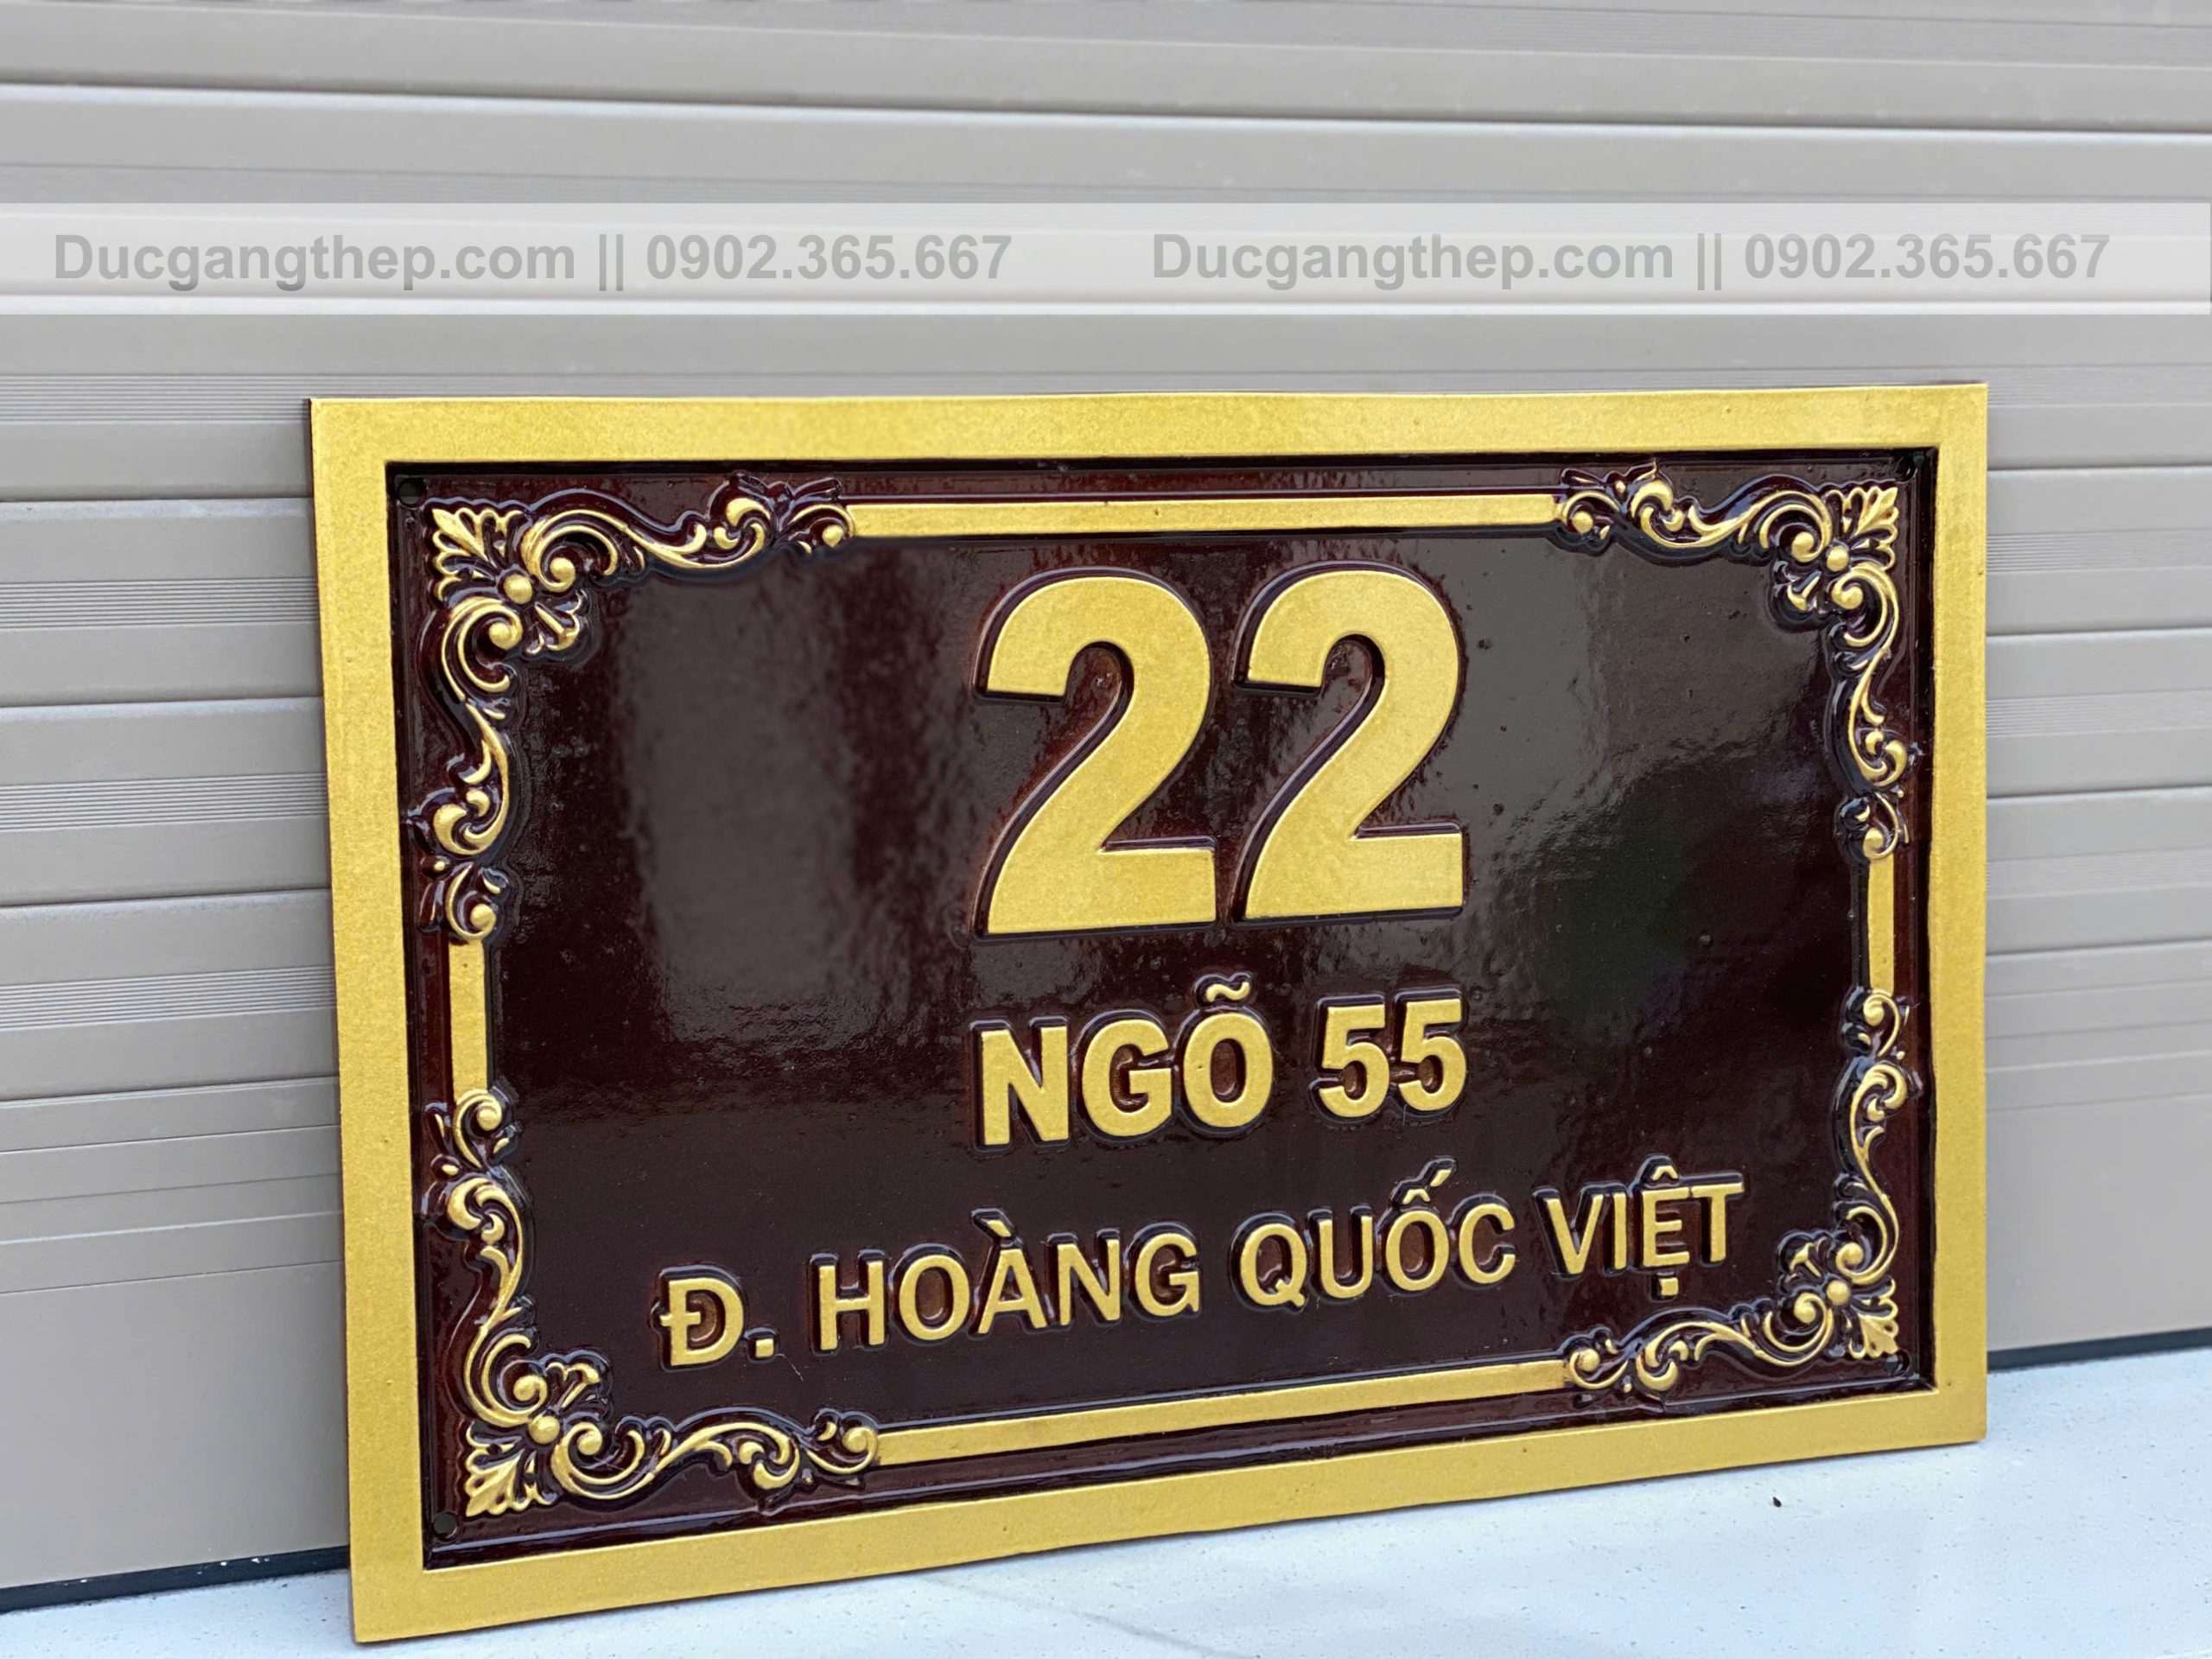 Ducgangthep.com || 0902.365.667 Ducgangthep.com || 0902.365.667
22
NGÕ 55
Đ. HOÀNG QUỐC VIỆT